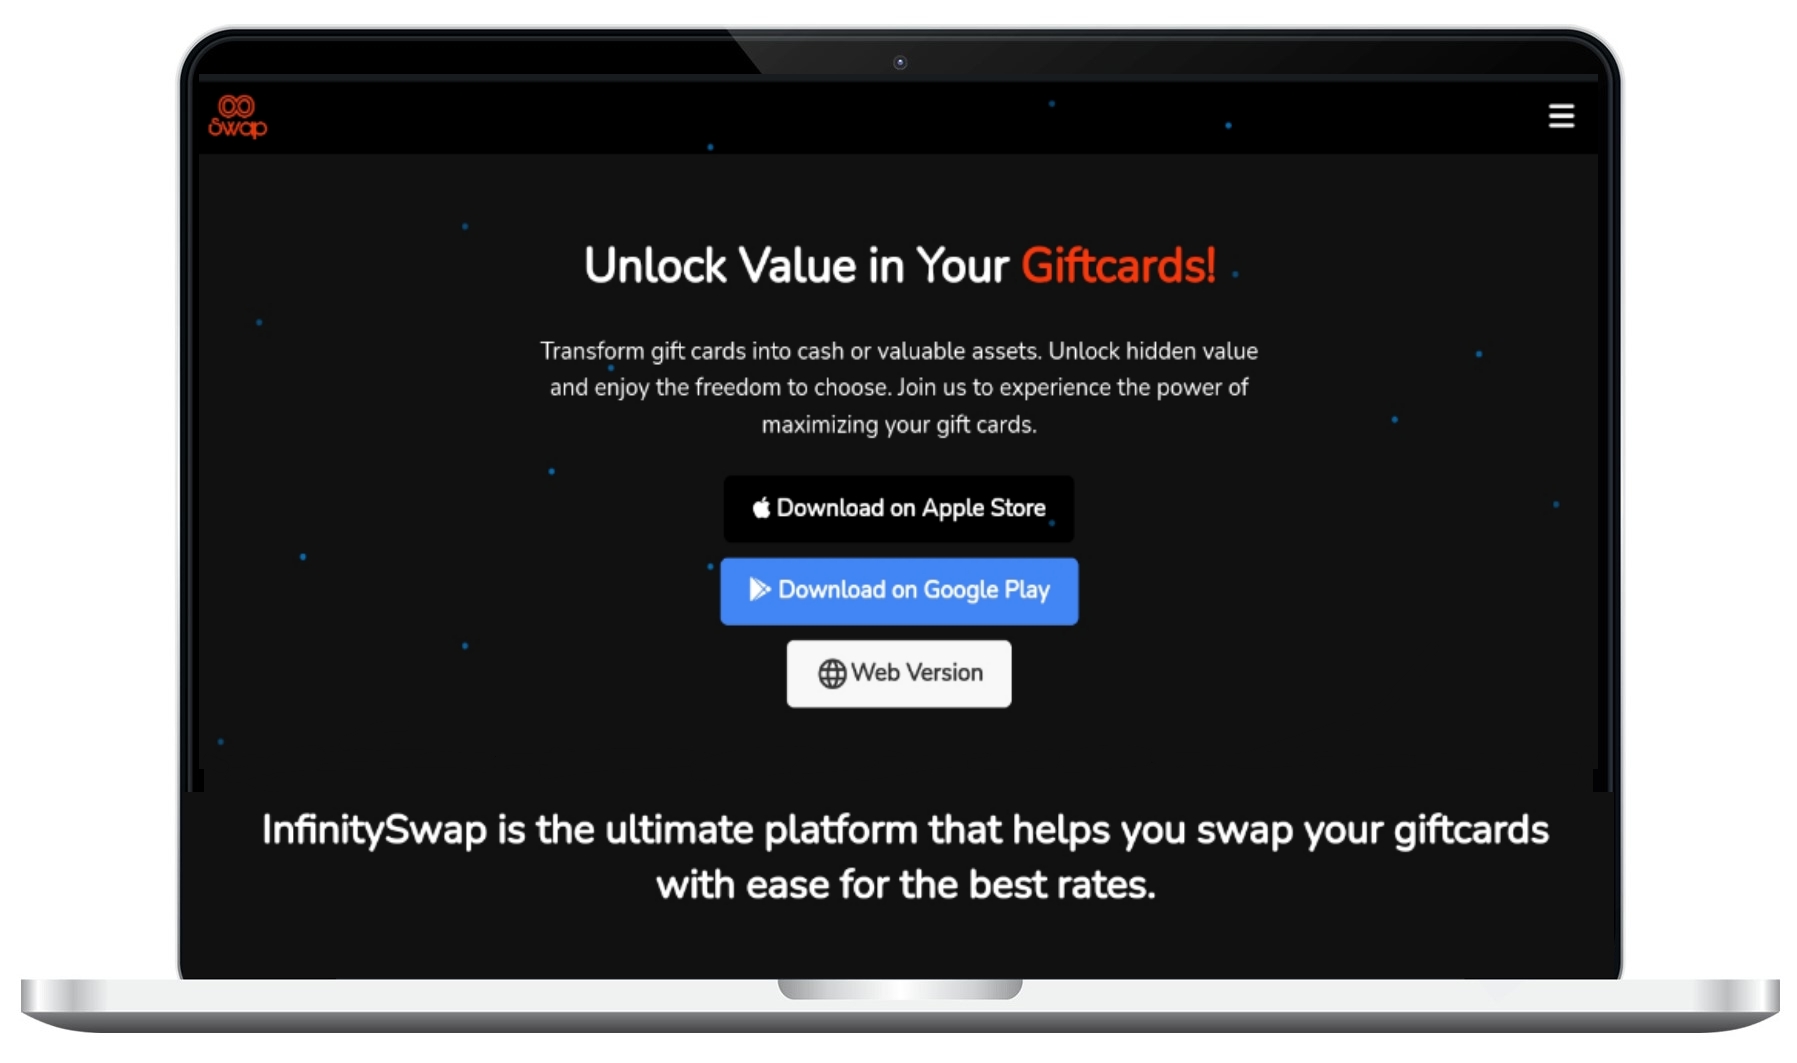 Swap
Unlock Value in Your Giftcards!
Transform gift cards into cash or valuable assets. Unlock hidden value
and enjoy the freedom to choose. Join us to experience the power of
maximizing your gift cards.
Download on Apple Store
Download on Google Play
Web Version
InfinitySwap is the ultimate platform that helps you swap your giftcards
with ease for the best rates.